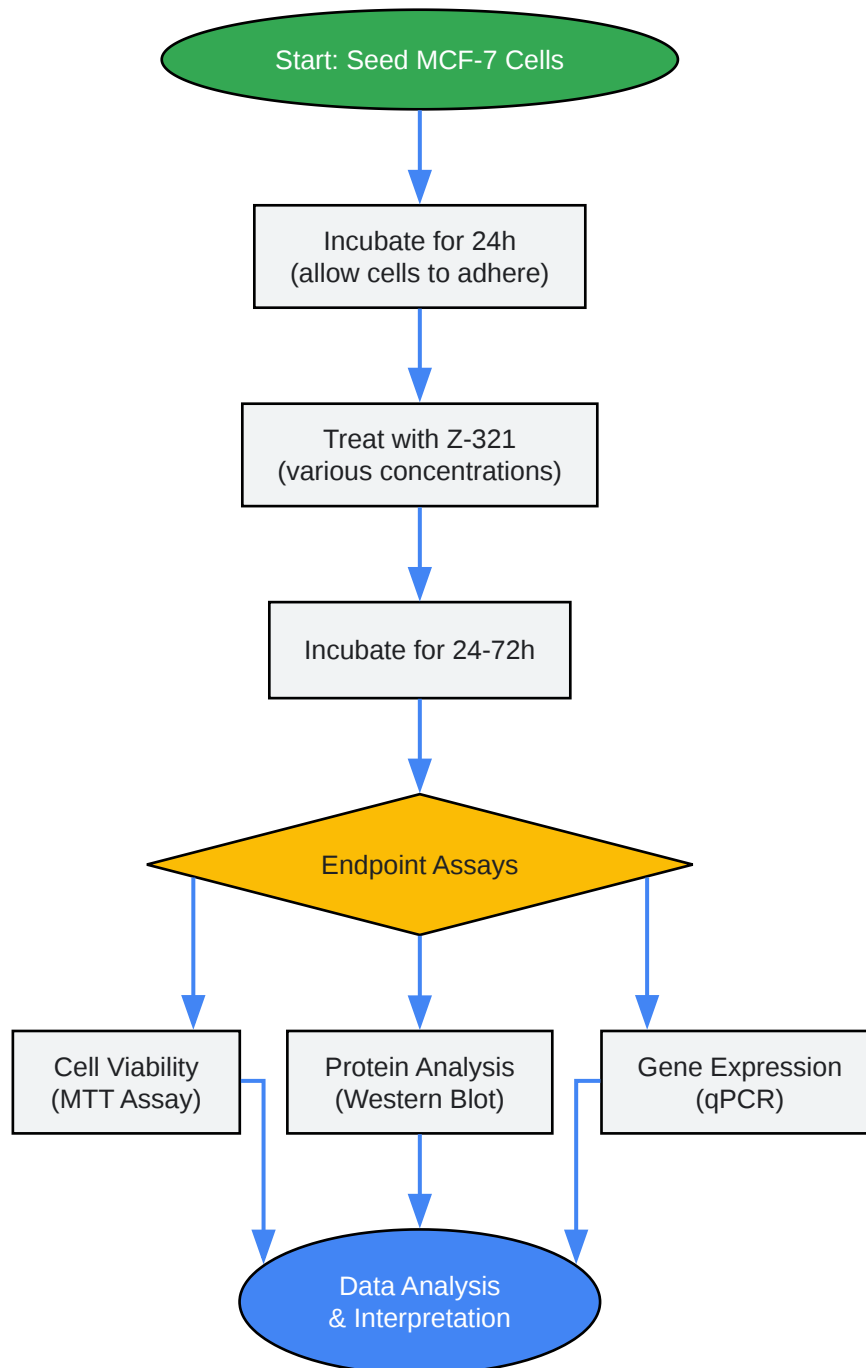 Start: Seed MCF-7 Cells
Incubate for 24h
(allow cells to adhere)
Treat with Z-321
(various concentrations)
Incubate for 24-72h
Endpoint Assays
Cell Viability
(MTT Assay)
Protein Analysis
(Western Blot)
Gene Expression
(qPCR)
Data Analysis
& Interpretation